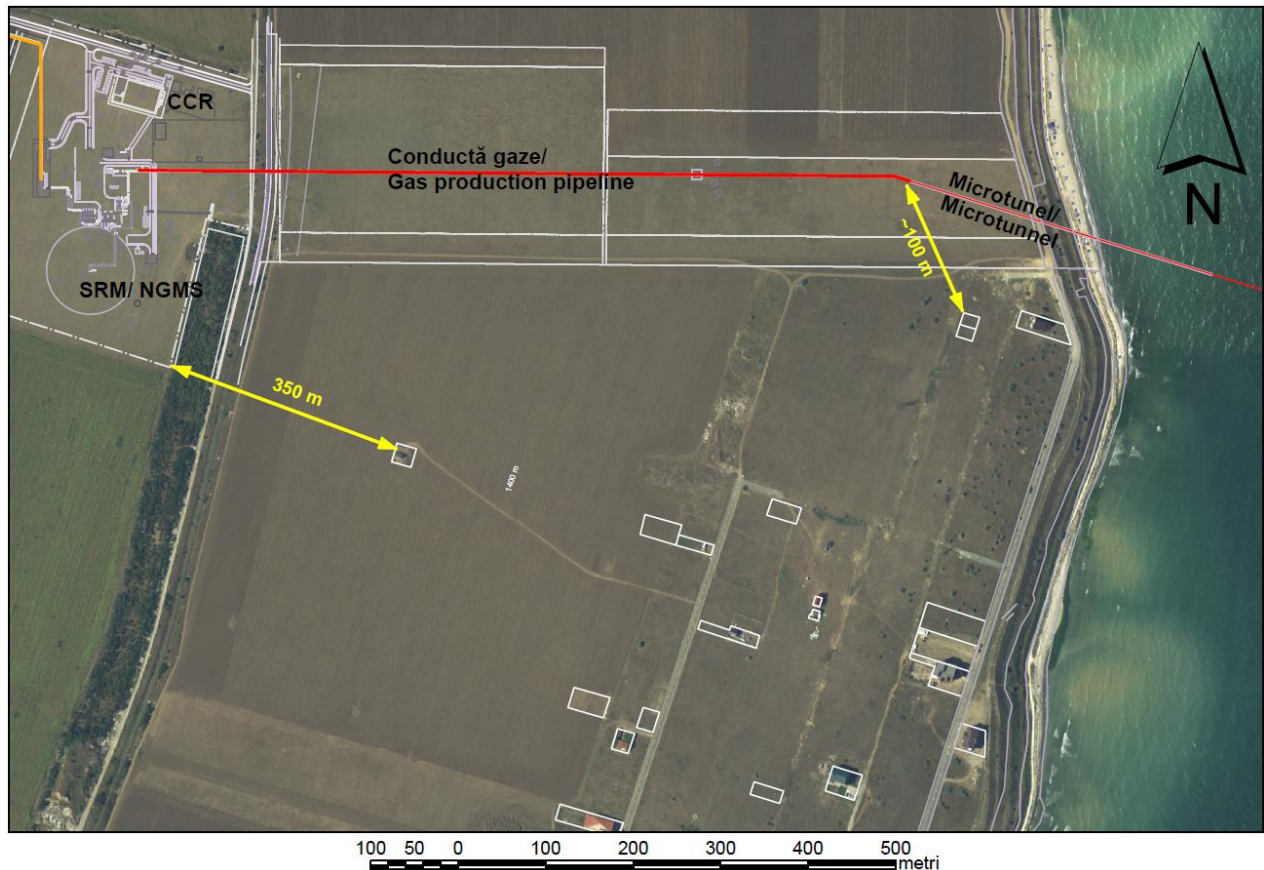 CCR
Conductă gaze/
Gas production pipeline
Microtunel/
Microtunnel
N
~100 m
SRM/ NGMS
350 m
1400 m
100 50 0 100 200 300 400 500
metri